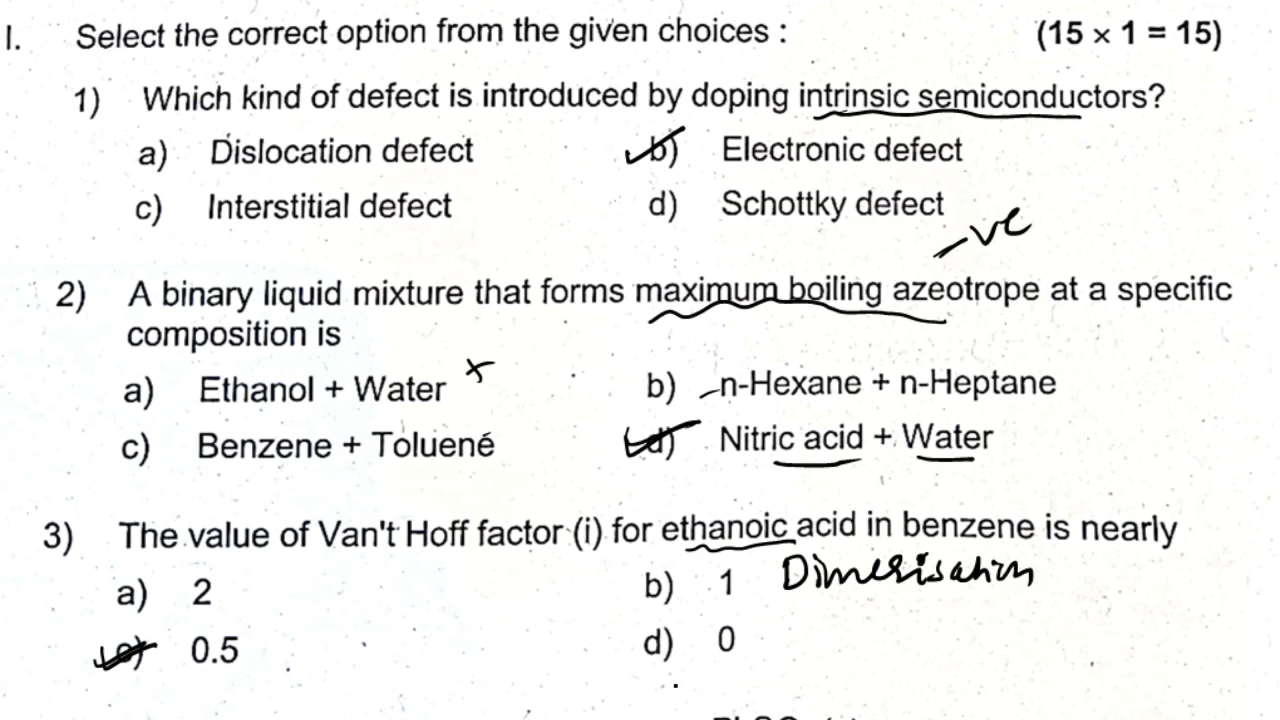 I. Select the correct option from the given choices : (15 × 1 = 15)
1) Which kind of defect is introduced by doping intrinsic semiconductors?
a) Dislocation defect b) Electronic defect
c) Interstitial defect d) Schottky defect
-ve
2) A binary liquid mixture that forms maximum boiling azeotrope at a specific
composition is
a) Ethanol + Water x b) n-Hexane + n-Heptane
c) Benzene + Toluene d) Nitric acid + Water
3) The value of Van't Hoff factor (i) for ethanoic acid in benzene is nearly
a) 2 b) 1 Dimerisation
c) 0.5 d) 0